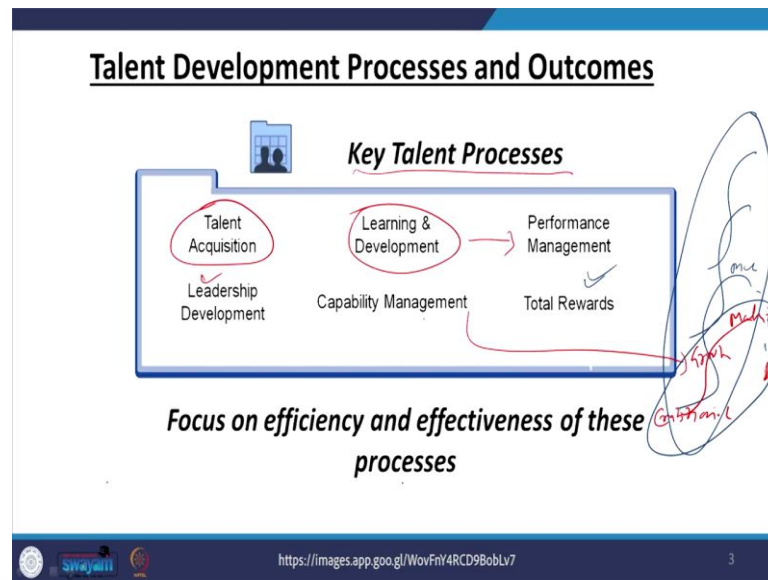 Talent Development Processes and Outcomes
Key Talent Processes
Talent
Acquisition
Learning &
Development
Performance
Management
Leadership
Development
Capability Management
Total Rewards
Focus on efficiency and effectiveness of these
processes
swayam
https://images.app.goo.gl/WovFnY4RCD9BobLv7
3